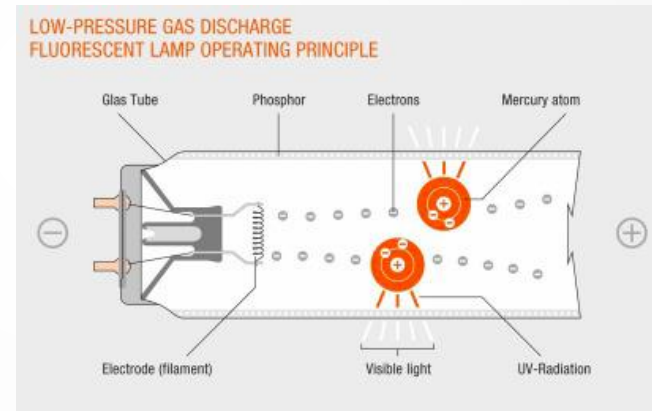 LOW-PRESSURE GAS DISCHARGE
FLUORESCENT LAMP OPERATING PRINCIPLE
Glas Tube
Phosphor
Electrons
Mercury atom
Electrode (filament)
Visible light
UV-Radiation